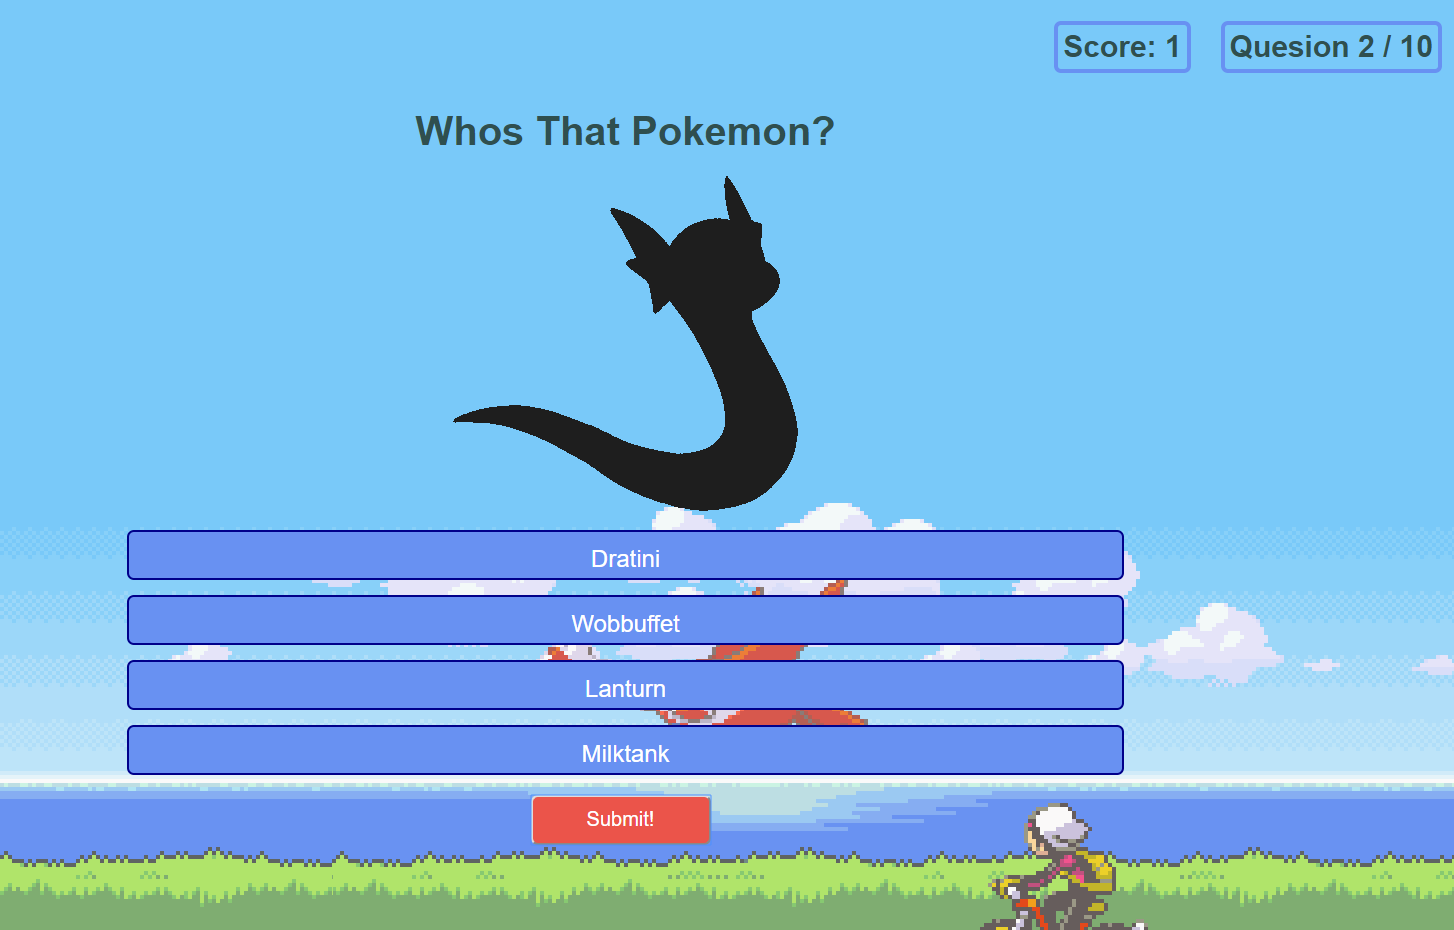 Score: 1
Quesion 2 / 10
Whos That Pokemon?
Dratini
Wobbuffet
Lanturn
Milktank
Submit!